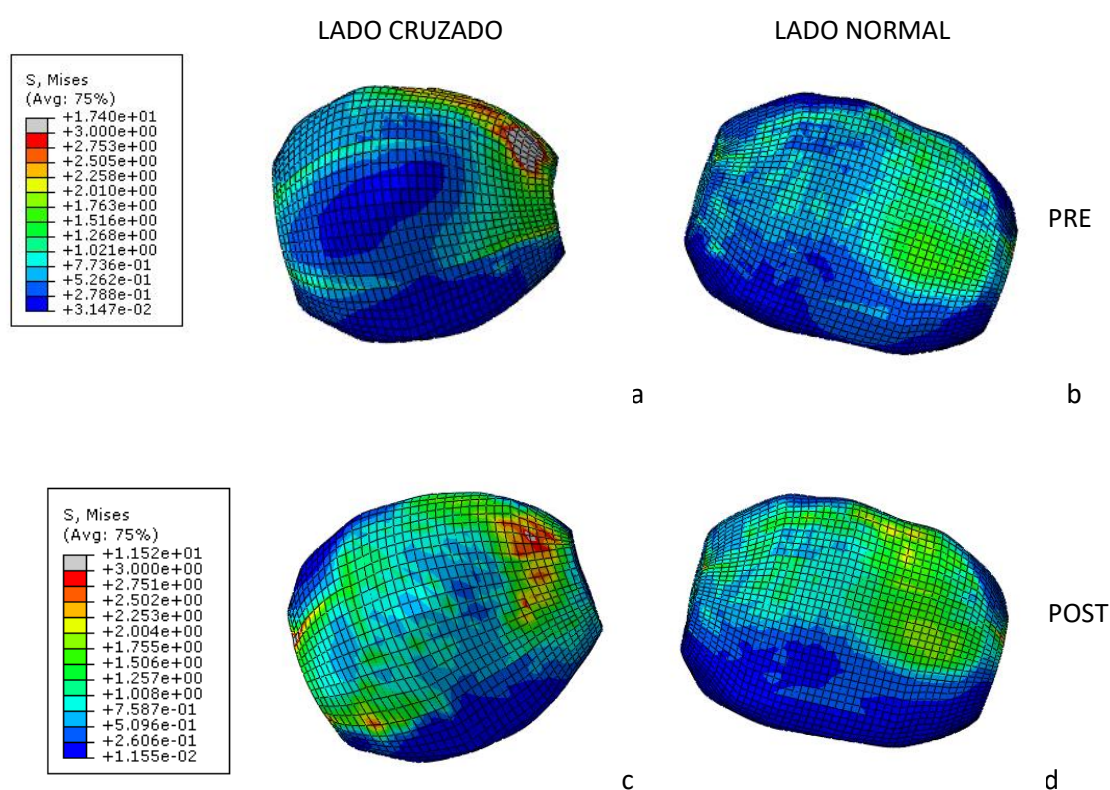 LADO CRUZADO
LADO NORMAL
S, Mises
(Avg: 75%)
+1.740e+01
+3.000e+00
+2.753e+00
+2.505e+00
+2.258e+00
+2.010e+00
+1.763e+00
+1.516e+00
+1.268e+00
+1.021e+00
+7.736e-01
+5.262e-01
+2.788e-01
+3.147e-02
PRE
a
b
S, Mises
(Avg: 75%)
+1.152e+01
+3.000e+00
+2.751e+00
+2.502e+00
+2.253e+00
+2.004e+00
+1.755e+00
+1.506e+00
+1.257e+00
+1.008e+00
+7.587e-01
+5.096e-01
+2.606e-01
+1.155e-02
POST
c
d